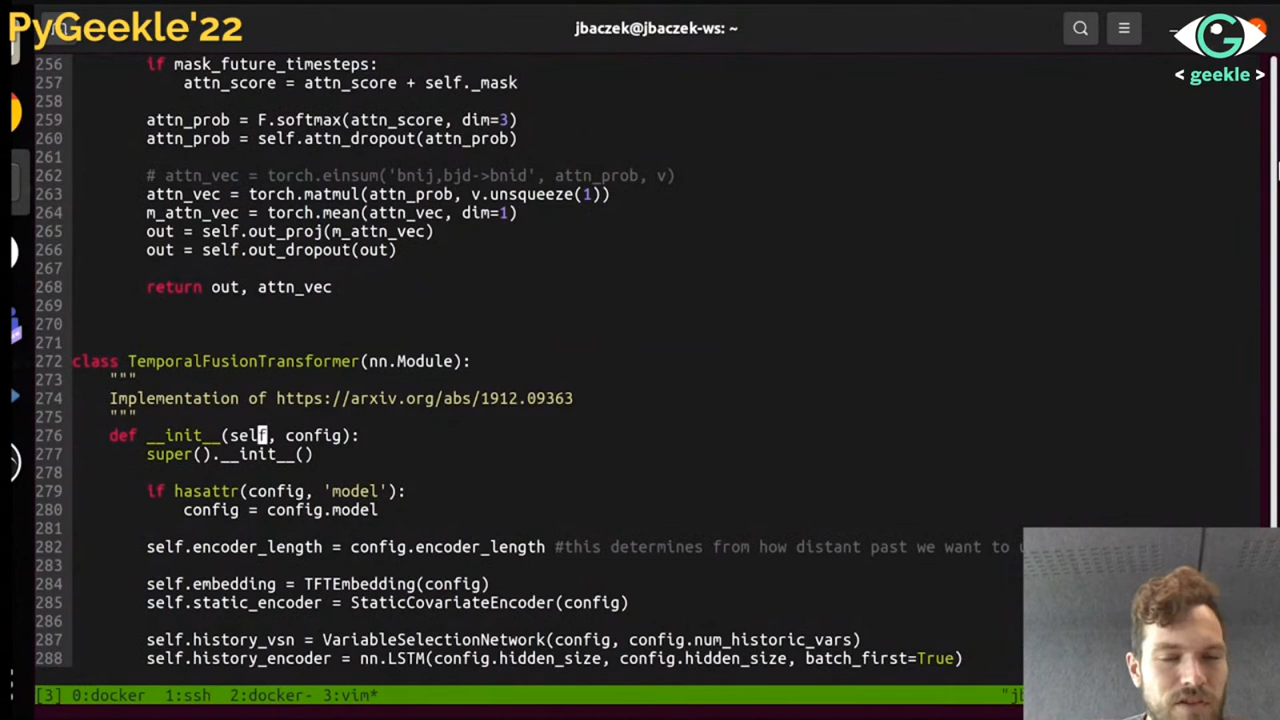 PyGeekle'22
jbaczek@jbaczek-ws: ~
< geekle >
256         if mask_future_timesteps:
257             attn_score = attn_score + self._mask
258
259         attn_prob = F.softmax(attn_score, dim=3)
260         attn_prob = self.attn_dropout(attn_prob)
261
262         # attn_vec = torch.einsum('bnij,bjd->bnid', attn_prob, v)
263         attn_vec = torch.matmul(attn_prob, v.unsqueeze(1))
264         m_attn_vec = torch.mean(attn_vec, dim=1)
265         out = self.out_proj(m_attn_vec)
266         out = self.out_dropout(out)
267
268         return out, attn_vec
269
270
271
272 class TemporalFusionTransformer(nn.Module):
273     """
274     Implementation of https://arxiv.org/abs/1912.09363
275     """
276     def __init__(self, config):
277         super().__init__()
278
279         if hasattr(config, 'model'):
280             config = config.model
281
282         self.encoder_length = config.encoder_length #this determines from how distant past we want to
283
284         self.embedding = TFTEmbedding(config)
285         self.static_encoder = StaticCovariateEncoder(config)
286
287         self.history_vsn = VariableSelectionNetwork(config, config.num_historic_vars)
288         self.history_encoder = nn.LSTM(config.hidden_size, config.hidden_size, batch_first=True)
[3] 0:docker  1:ssh  2:docker- 3:vim*